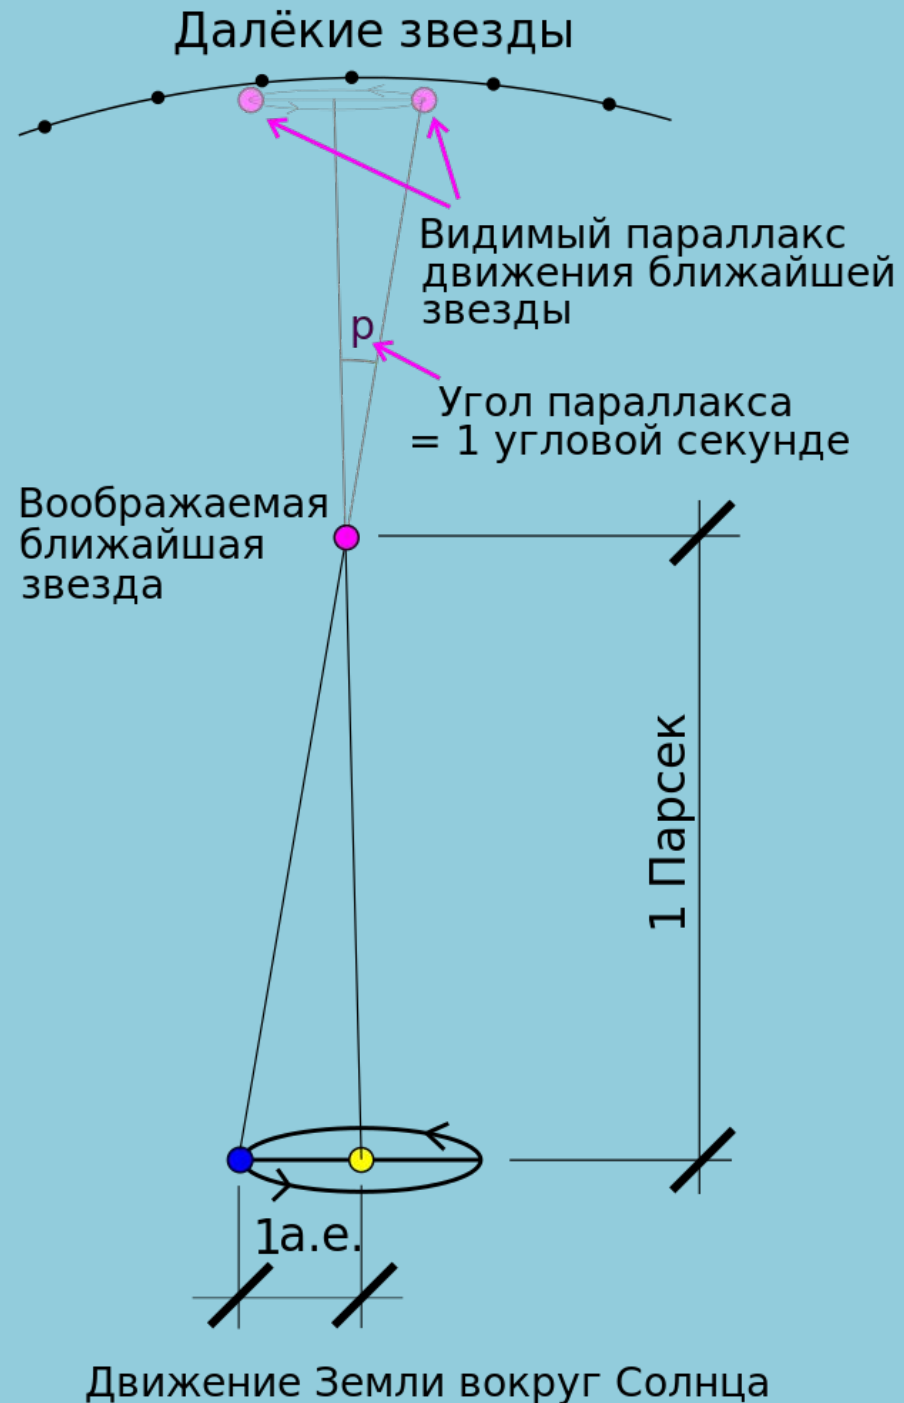 Далёкие звезды
Видимый параллакс
движения ближайшей
звезды
p
Угол параллакса
= 1 угловой секунде
Воображаемая
ближайшая
звезда
1 Парсек
1а.е.
Движение Земли вокруг Солнца